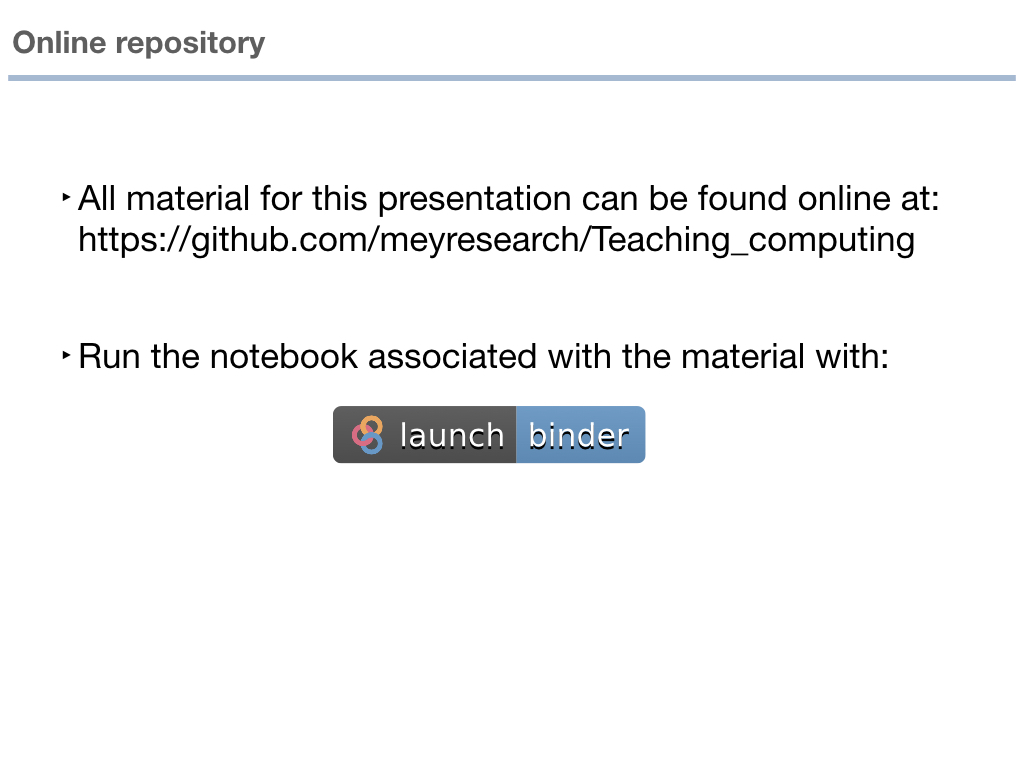 Online repository
‣ All material for this presentation can be found online at:
https://github.com/meyresearch/Teaching_computing
‣ Run the notebook associated with the material with:
launch binder